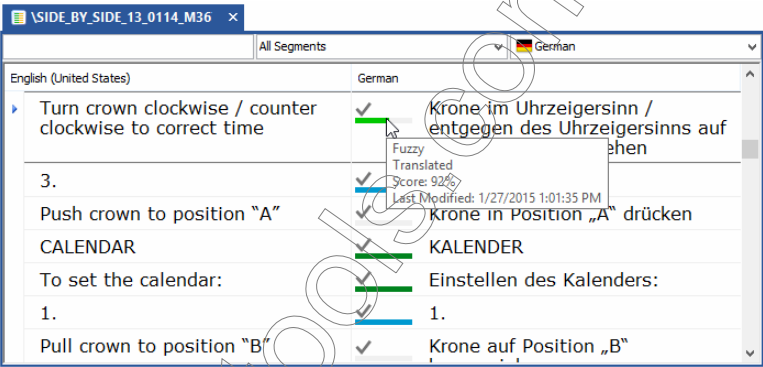 \SIDE_BY_SIDE_13_0114_M36 ×
All Segments
German
English (United States)
German
Turn crown clockwise / counter
clockwise to correct time
Krone im Uhrzeigersinn /
entgegen des Uhrzeigersinns auf
ehen
Fuzzy
Translated
Score: 92%
Last Modified: 1/27/2015 1:01:35 PM
3.
Push crown to position “A”
Krone in Position „A“ drücken
CALENDAR
KALENDER
To set the calendar:
Einstellen des Kalenders:
1.
1.
Pull crown to position “B”
Krone auf Position „B“